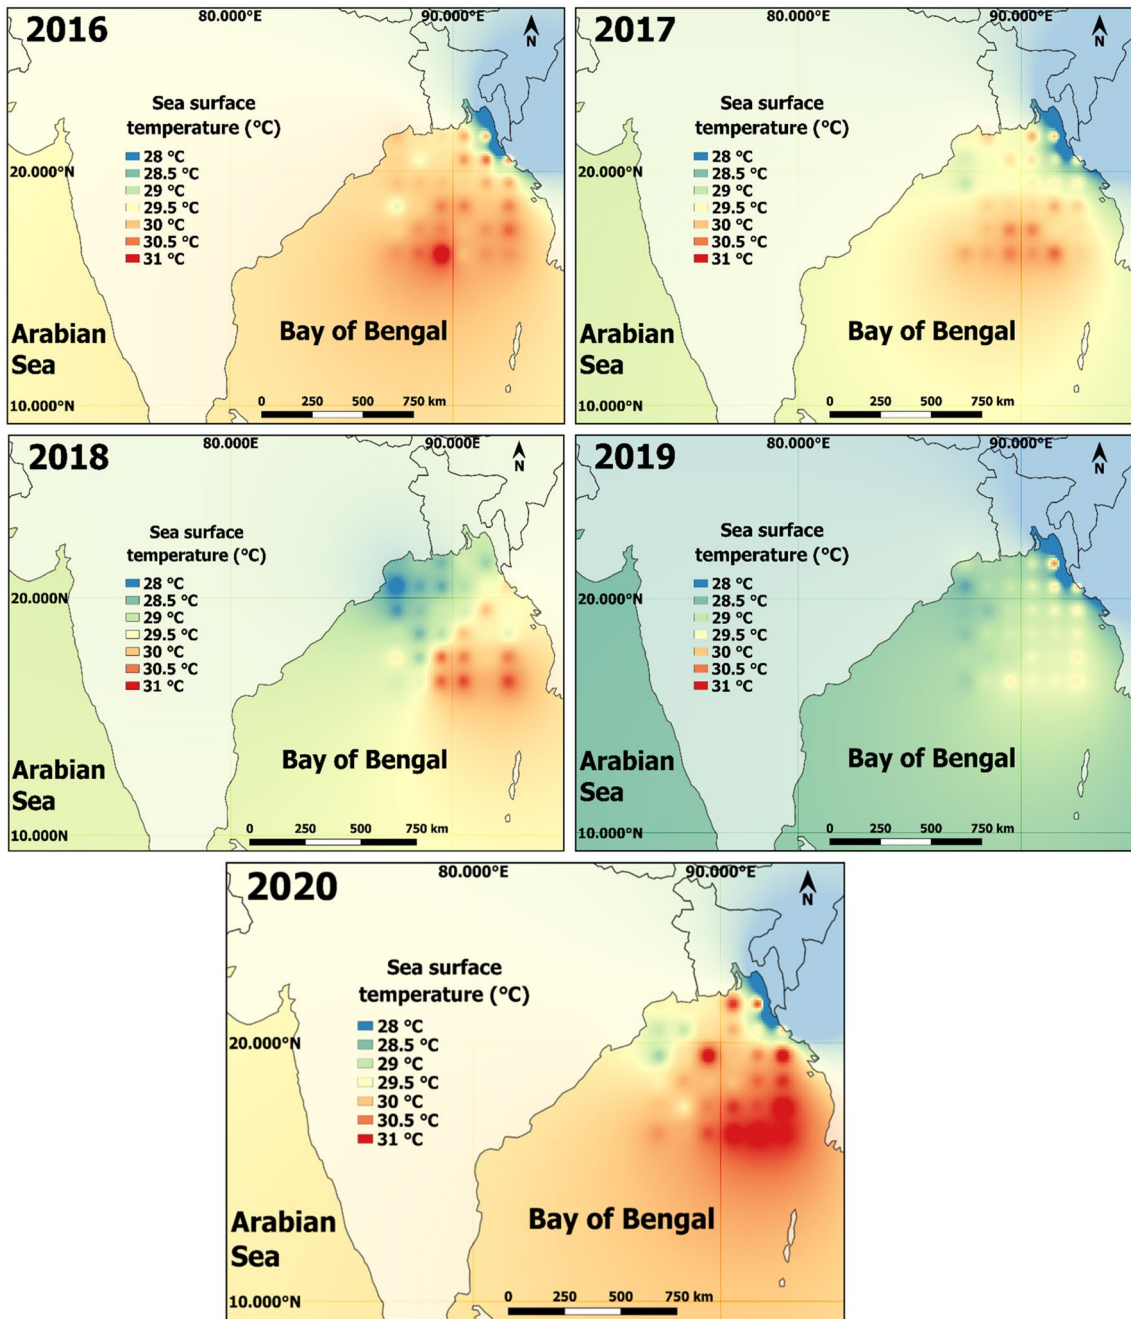 2016
80.000°E
90.000°E
N
Sea surface
temperature (°C)
28 °C
28.5 °C
29 °C
29.5 °C
30 °C
30.5 °C
31 °C
20.000°N
Arabian
Sea
Bay of Bengal
0 250 500 750 km
10.000°N
2017
80.000°E
90.000°E
N
Sea surface
temperature (°C)
28 °C
28.5 °C
29 °C
29.5 °C
30 °C
30.5 °C
31 °C
20.000°N
Arabian
Sea
Bay of Bengal
0 250 500 750 km
10.000°N
2018
80.000°E
90.000°E
N
Sea surface
temperature (°C)
28 °C
28.5 °C
29 °C
29.5 °C
30 °C
30.5 °C
31 °C
20.000N
Arabian
Sea
Bay of Bengal
0 250 500 750 km
10.000N
2019
80.000°E
90.000°E
N
Sea surface
temperature (°C)
28 °C
28.5 °C
29 °C
29.5 °C
30 °C
30.5 °C
31 °C
20.000°N
Arabian
Sea
Bay of Bengal
0 250 500 750 km
10.000°N
2020
80.000°E
90.000°E
N
Sea surface
temperature (°C)
28 °C
28.5 °C
29 °C
29.5 °C
30 °C
30.5 °C
31 °C
20.000°N
Arabian
Sea
Bay of Bengal
0 250 500 750 km
10.000°N